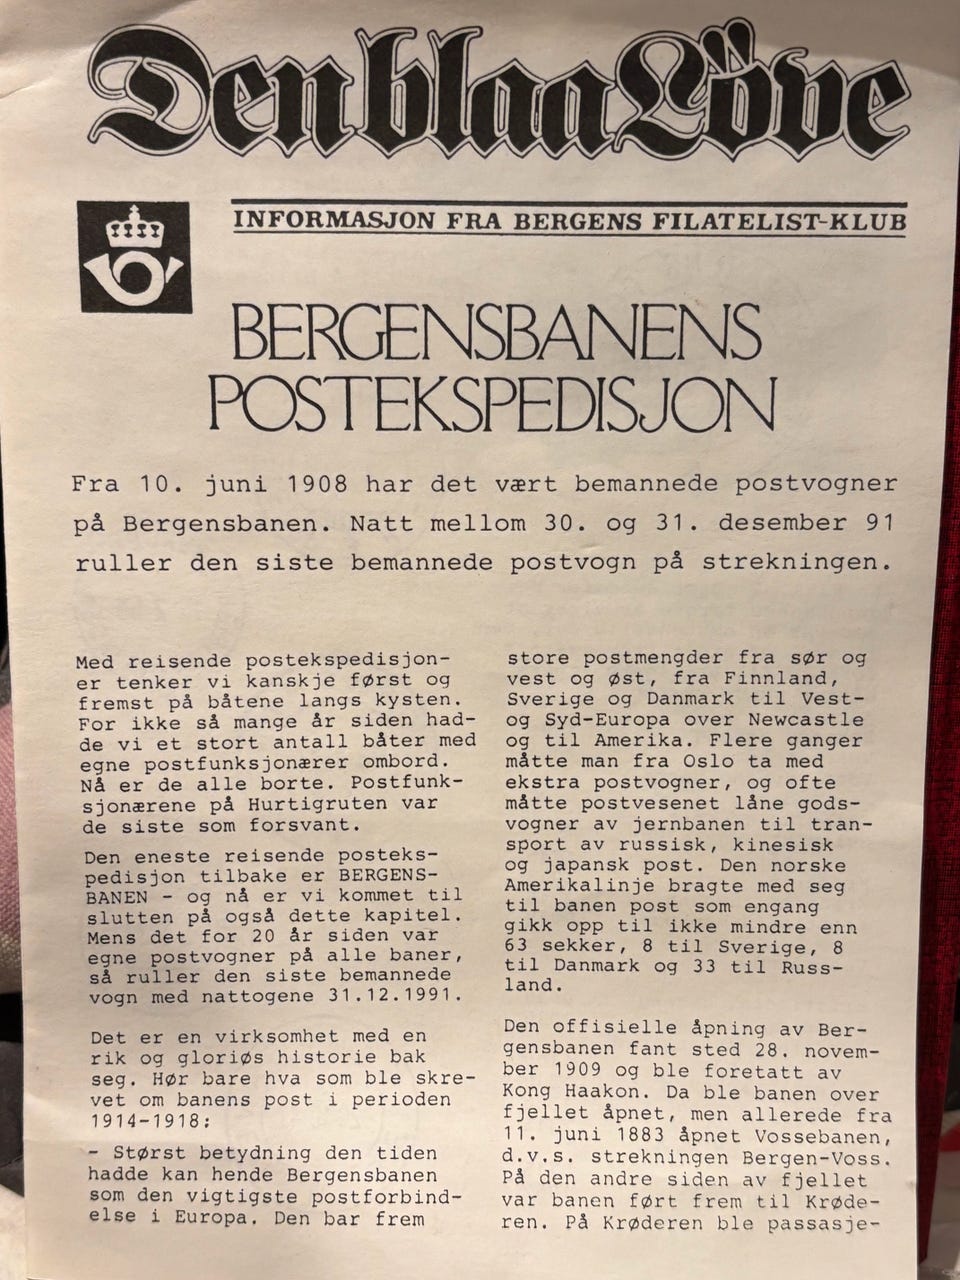 Den blaa Löve
INFORMASJON FRA BERGENS FILATELIST-KLUB
BERGENSBANENS
POSTEKSPEDISJON
Fra 10. juni 1908 har det vært bemannede postvogner
på Bergensbanen. Natt mellom 30. og 31. desember 91
ruller den siste bemannede postvogn på strekningen.
Med reisende postekspedisjon-
er tenker vi kanskje først og
fremst på båtene langs kysten.
For ikke så mange år siden had-
de vi et stort antall båter med
egne postfunksjonærer ombord.
Nå er de alle borte. Postfunk-
sjonærene på Hurtigruten var
de siste som forsvant.
Den eneste reisende posteks-
pedisjon tilbake er BERGENS-
BANEN - og nå er vi kommet til
slutten på også dette kapitel.
Mens det for 20 år siden var
egne postvogner på alle baner,
så ruller den siste bemannede
vogn med nattogene 31.12.1991.
Det er en virksomhet med en
rik og gloriøs historie bak
seg. Hør bare hva som ble skre-
vet om banens post i perioden
1914-1918:
- Størst betydning den tiden
hadde kan hende Bergensbanen
som den vigtigste postforbind-
else i Europa. Den bar frem
store postmengder fra sør og
vest og øst, fra Finnland,
Sverige og Danmark til Vest-
og Syd-Europa over Newcastle
og til Amerika. Flere ganger
måtte man fra Oslo ta med
ekstra postvogner, og ofte
måtte postvesenet låne gods-
vogner av jernbanen til tran-
sport av russisk, kinesisk
og japansk post. Den norske
Amerikalinje bragte med seg
til banen post som engang
gikk opp til ikke mindre enn
63 sekker, 8 til Sverige, 8
til Danmark og 33 til Russ-
land.
Den offisielle åpning av Ber-
gensbanen fant sted 28. novem-
ber 1909 og ble foretatt av
Kong Haakon. Da ble banen over
fjellet åpnet, men allerede fra
11. juni 1883 åpnet Vossebanen,
d.v.s. strekningen Bergen-Voss.
På den andre siden av fjellet
var banen ført frem til Krøde-
ren. På Krøderen ble passasje-